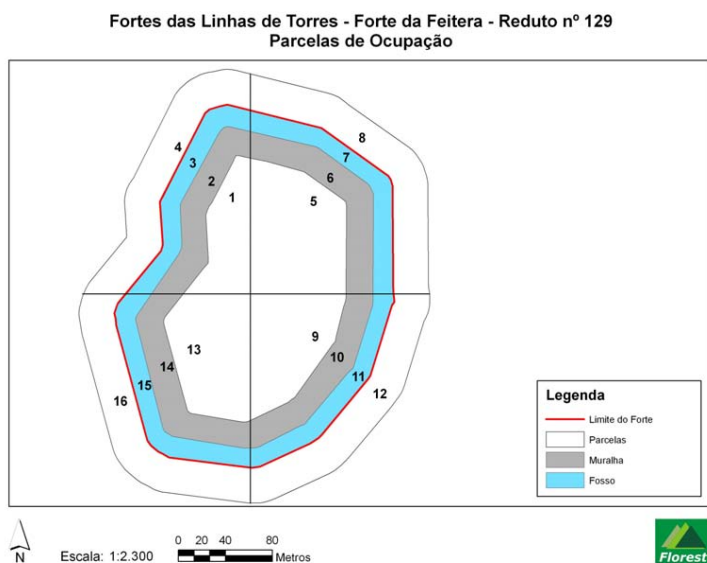 Fortes das Linhas de Torres - Forte da Feitera - Reduto nº 129
Parcelas de Ocupação
4
8
3
7
2
6
1
5
9
13
10
14
11
15
12
16
Legenda
Limite do Forte
Parcelas
Muralha
Fosso
N
Escala: 1:2.300
0 10 20 40 80
Metros
Florest